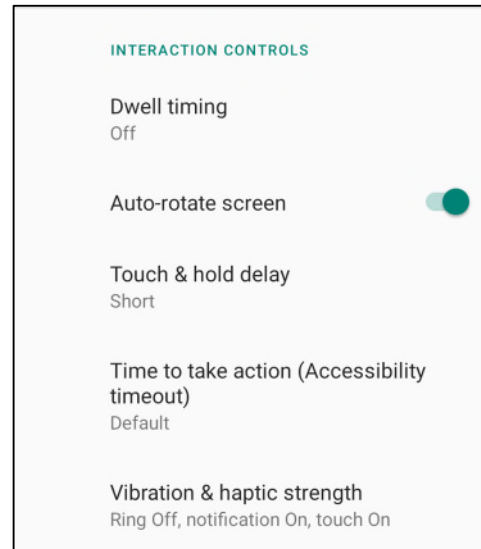 INTERACTION CONTROLS
Dwell timing
Off
Auto-rotate screen
Touch & hold delay
Short
Time to take action (Accessibility
timeout)
Default
Vibration & haptic strength
Ring Off, notification On, touch On